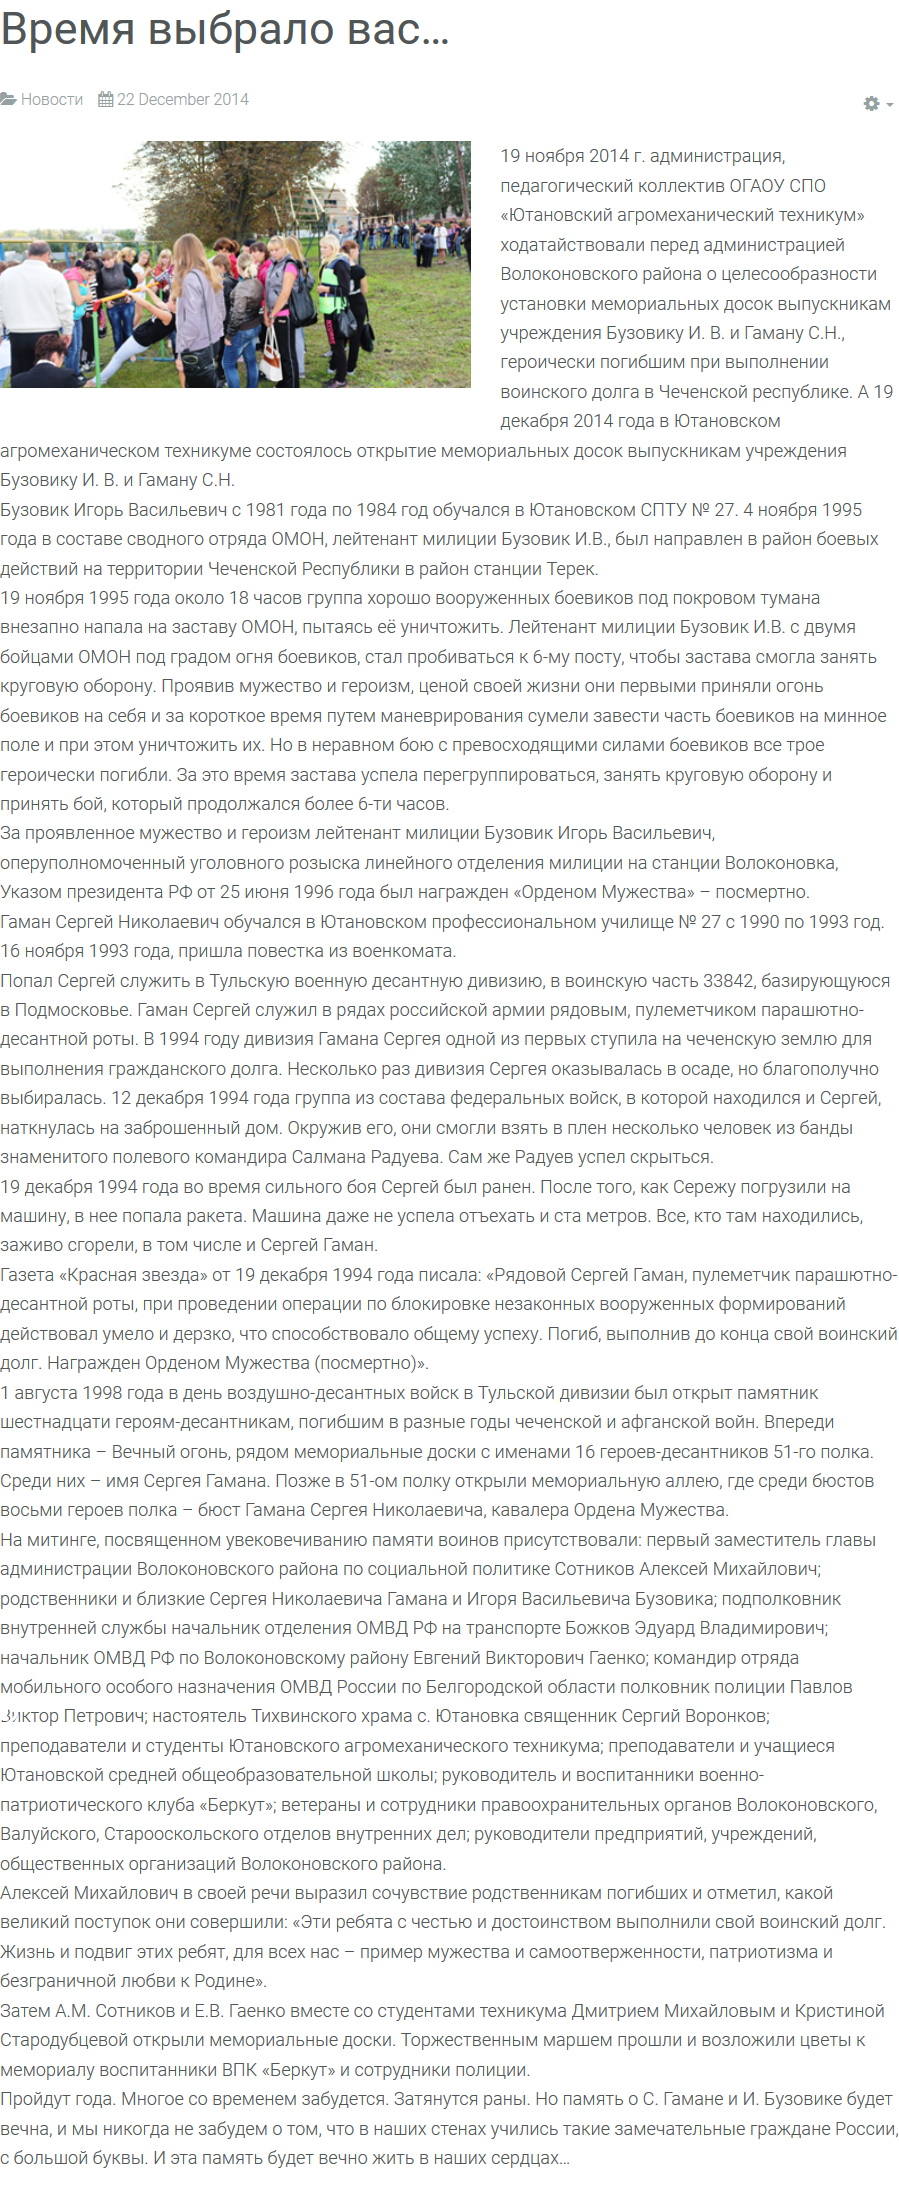 Время выбрало вас...
Новости 22 December 2014
19 ноября 2014 г. администрация,
педагогический коллектив ОГАОУ СПО
«Ютановский агромеханический техникум»
ходатайствовали перед администрацией
Волоконовского района о целесообразности
установки мемориальных досок выпускникам
учреждения Бузовику И. В. и Гаману С.Н.,
героически погибшим при выполнении
воинского долга в Чеченской республике. А 19
декабря 2014 года в Ютановском
агромеханическом техникуме состоялось открытие мемориальных досок выпускникам учреждения
Бузовику И. В. и Гаману С.Н.
Бузовик Игорь Васильевич с 1981 года по 1984 год обучался в Ютановском СПТУ № 27. 4 ноября 1995
года в составе сводного отряда ОМОН, лейтенант милиции Бузовик И.В., был направлен в район боевых
действий на территории Чеченской Республики в район станции Терек.
19 ноября 1995 года около 18 часов группа хорошо вооруженных боевиков под покровом тумана
внезапно напала на заставу ОМОН, пытаясь её уничтожить. Лейтенант милиции Бузовик И.В. с двумя
бойцами ОМОН под градом огня боевиков, стал пробиваться к 6-му посту, чтобы застава смогла занять
круговую оборону. Проявив мужество и героизм, ценой своей жизни они первыми приняли огонь
боевиков на себя и за короткое время путем маневрирования сумели завести часть боевиков на минное
поле и при этом уничтожить их. Но в неравном бою с превосходящими силами боевиков все трое
героически погибли. За это время застава успела перегруппироваться, занять круговую оборону и
принять бой, который продолжался более 6-ти часов.
За проявленное мужество и героизм лейтенант милиции Бузовик Игорь Васильевич,
оперуполномоченный уголовного розыска линейного отделения милиции на станции Волоконовка,
Указом президента РФ от 25 июня 1996 года был награжден «Орденом Мужества» – посмертно.
Гаман Сергей Николаевич обучался в Ютановском профессиональном училище № 27 с 1990 по 1993 год.
16 ноября 1993 года, пришла повестка из военкомата.
Попал Сергей служить в Тульскую военную десантную дивизию, в воинскую часть 33842, базирующуюся
в Подмосковье. Гаман Сергей служил в рядах российской армии рядовым, пулеметчиком парашютно-
десантной роты. В 1994 году дивизия Гамана Сергея одной из первых ступила на чеченскую землю для
выполнения гражданского долга. Несколько раз дивизия Сергея оказывалась в осаде, но благополучно
выбиралась. 12 декабря 1994 года группа из состава федеральных войск, в которой находился и Сергей,
наткнулась на заброшенный дом. Окружив его, они смогли взять в плен несколько человек из банды
знаменитого полевого командира Салмана Радуева. Сам же Радуев успел скрыться.
19 декабря 1994 года во время сильного боя Сергей был ранен. После того, как Сережу погрузили на
машину, в нее попала ракета. Машина даже не успела отъехать и ста метров. Все, кто там находились,
заживо сгорели, в том числе и Сергей Гаман.
Газета «Красная звезда» от 19 декабря 1994 года писала: «Рядовой Сергей Гаман, пулеметчик парашютно-
десантной роты, при проведении операции по блокировке незаконных вооруженных формирований
действовал умело и дерзко, что способствовало общему успеху. Погиб, выполнив до конца свой воинский
долг. Награжден Орденом Мужества (посмертно)».
1 августа 1998 года в день воздушно-десантных войск в Тульской дивизии был открыт памятник
шестнадцати героям-десантникам, погибшим в разные годы чеченской и афганской войн. Впереди
памятника – Вечный огонь, рядом мемориальные доски с именами 16 героев-десантников 51-го полка.
Среди них – имя Сергея Гамана. Позже в 51-ом полку открыли мемориальную аллею, где среди бюстов
восьми героев полка – бюст Гамана Сергея Николаевича, кавалера Ордена Мужества.
На митинге, посвященном увековечиванию памяти воинов присутствовали: первый заместитель главы
администрации Волоконовского района по социальной политике Сотников Алексей Михайлович;
родственники и близкие Сергея Николаевича Гамана и Игоря Васильевича Бузовика; подполковник
внутренней службы начальник отделения ОМВД РФ на транспорте Божков Эдуард Владимирович;
начальник ОМВД РФ по Волоконовскому району Евгений Викторович Гаенко; командир отряда
мобильного особого назначения ОМВД России по Белгородской области полковник полиции Павлов
Виктор Петрович; настоятель Тихвинского храма с. Ютановка священник Сергий Воронков;
преподаватели и студенты Ютановского агромеханического техникума; преподаватели и учащиеся
Ютановской средней общеобразовательной школы; руководитель и воспитанники военно-
патриотического клуба «Беркут»; ветераны и сотрудники правоохранительных органов Волоконовского,
Валуйского, Старооскольского отделов внутренних дел; руководители предприятий, учреждений,
общественных организаций Волоконовского района.
Алексей Михайлович в своей речи выразил сочувствие родственникам погибших и отметил, какой
великий поступок они совершили: «Эти ребята с честью и достоинством выполнили свой воинский долг.
Жизнь и подвиг этих ребят, для всех нас – пример мужества и самоотверженности, патриотизма и
безграничной любви к Родине».
Затем А.М. Сотников и Е.В. Гаенко вместе со студентами техникума Дмитрием Михайловым и Кристиной
Стародубцевой открыли мемориальные доски. Торжественным маршем прошли и возложили цветы к
мемориалу воспитанники ВПК «Беркут» и сотрудники полиции.
Пройдут года. Многое со временем забудется. Затянутся раны. Но память о С. Гамане и И. Бузовике будет
вечна, и мы никогда не забудем о том, что в наших стенах учились такие замечательные граждане России,
с большой буквы. И эта память будет вечно жить в наших сердцах...